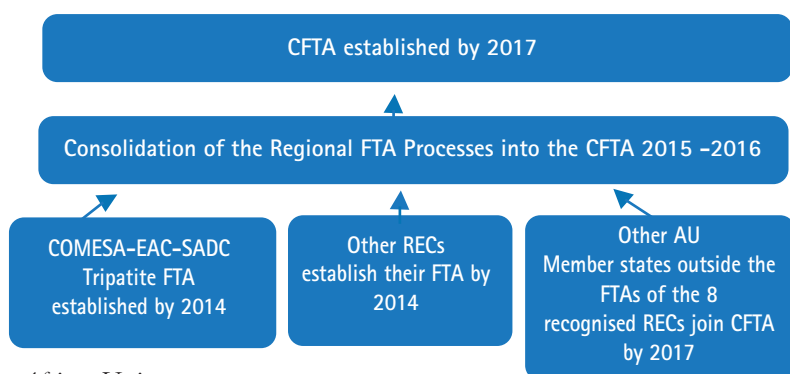 CFTA established by 2017
Consolidation of the Regional FTA Processes into the CFTA 2015 -2016
COMESA-EAC-SADC
Tripatite FTA
established by 2014
Other RECs
establish their FTA by
2014
Other AU
Member states outside the
FTAs of the 8
recognised RECs join CFTA
by 2017